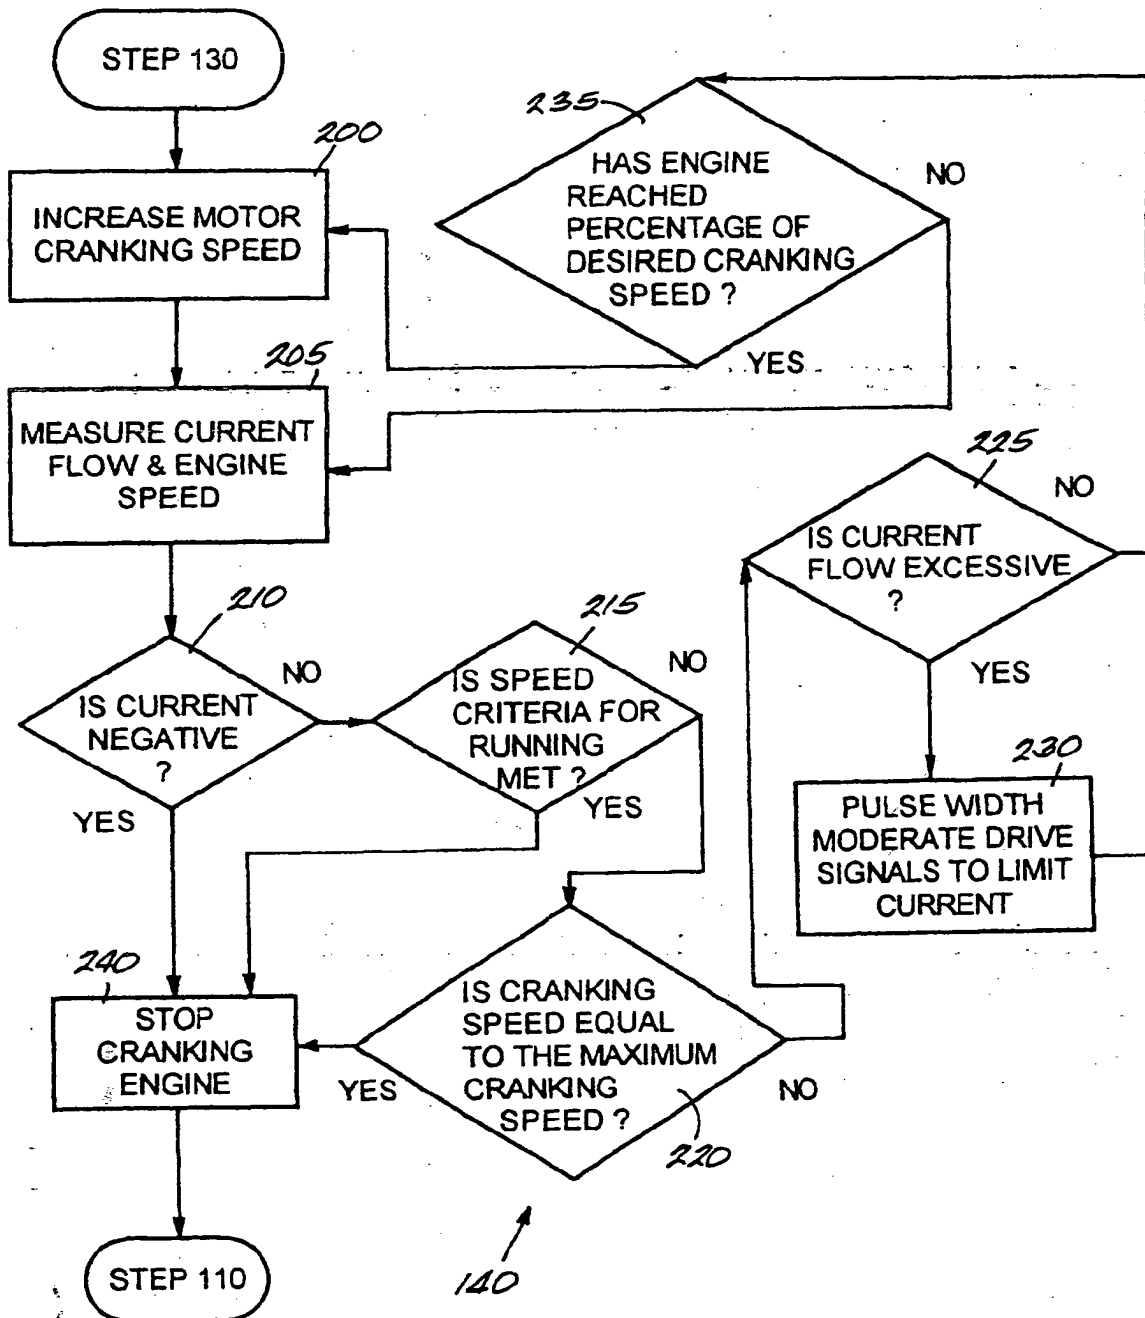 STEP 130
200
INCREASE MOTOR
CRANKING SPEED
205
MEASURE CURRENT
FLOW & ENGINE
SPEED
235
HAS ENGINE
REACHED
PERCENTAGE OF
DESIRED CRANKING
SPEED ?
NO
YES
210
IS CURRENT
NEGATIVE
?
NO
YES
215
IS SPEED
CRITERIA FOR
RUNNING
MET ?
NO
YES
225
IS CURRENT
FLOW EXCESSIVE
?
NO
YES
230
PULSE WIDTH
MODERATE DRIVE
SIGNALS TO LIMIT
CURRENT
240
STOP
CRANKING
ENGINE
IS CRANKING
SPEED EQUAL
TO THE MAXIMUM
CRANKING
SPEED ?
YES
NO
220
STEP 110
140